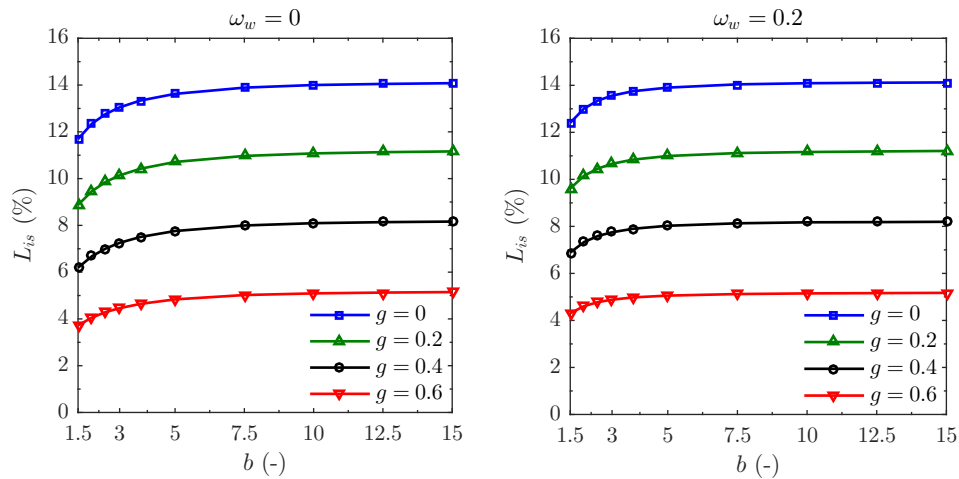 ω_w = 0
L_is (%)
16
14
12
10
8
6
4
2
0
g = 0
g = 0.2
g = 0.4
g = 0.6
1.5 3 5 7.5 10 12.5 15
b (-)
ω_w = 0.2
L_is (%)
16
14
12
10
8
6
4
2
0
g = 0
g = 0.2
g = 0.4
g = 0.6
1.5 3 5 7.5 10 12.5 15
b (-)